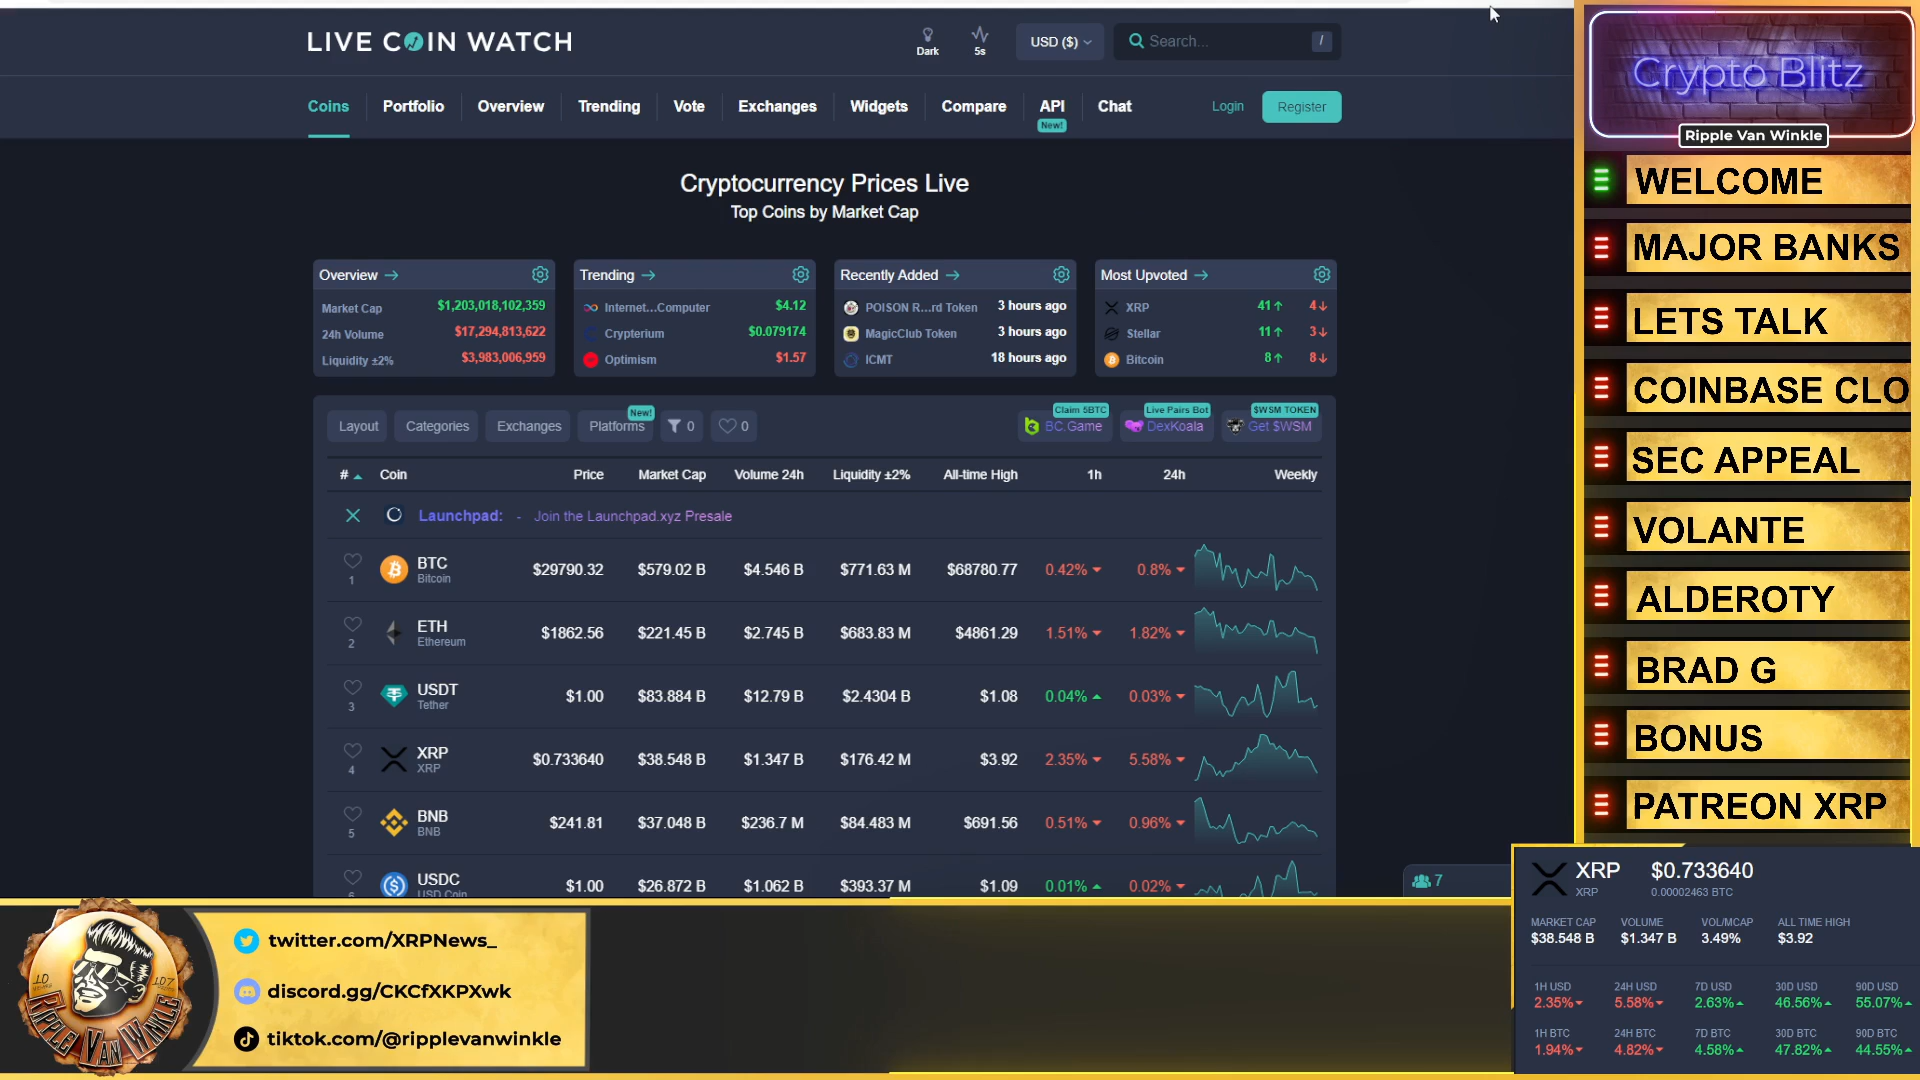 LIVE COIN WATCH
Dark
5s
USD ($)
Search...
/
Coins
Portfolio
Overview
Trending
Vote
Exchanges
Widgets
Compare
API
New!
Chat
Login
Register
Cryptocurrency Prices Live
Top Coins by Market Cap
Overview
Market Cap $1,203,018,102,359
24h Volume $17,294,813,622
Liquidity ±2% $3,983,006,959
Trending
Internet...Computer $4.12
Crypterium $0.079174
Optimism $1.57
Recently Added
POISON R...rd Token 3 hours ago
MagicClub Token 3 hours ago
ICMT 18 hours ago
Most Upvoted
XRP 41 4
Stellar 11 3
Bitcoin 8 8
Layout
Categories
Exchanges
New!
Platforms
0
0
Claim 5BTC
BC.Game
Live Pairs Bot
DexKoala
$WSM TOKEN
Get $WSM
# Coin Price Market Cap Volume 24h Liquidity ±2% All-time High 1h 24h Weekly
Launchpad: - Join the Launchpad.xyz Presale
1 BTC Bitcoin $29790.32 $579.02 B $4.546 B $771.63 M $68780.77 0.42% 0.8%
2 ETH Ethereum $1862.56 $221.45 B $2.745 B $683.83 M $4861.29 1.51% 1.82%
3 USDT Tether $1.00 $83.884 B $12.79 B $2.4304 B $1.08 0.04% 0.03%
4 XRP XRP $0.733640 $38.548 B $1.347 B $176.42 M $3.92 2.35% 5.58%
5 BNB BNB $241.81 $37.048 B $236.7 M $84.483 M $691.56 0.51% 0.96%
6 USDC USD Coin $1.00 $26.872 B $1.062 B $393.37 M $1.09 0.01% 0.02%
7
Crypto Blitz
Ripple Van Winkle
WELCOME
MAJOR BANKS
LETS TALK
COINBASE CLO
SEC APPEAL
VOLANTE
ALDEROTY
BRAD G
BONUS
PATREON XRP
XRP $0.733640
XRP 0.00002463 BTC
MARKET CAP VOLUME VOL/MCAP ALL TIME HIGH
$38.548 B $1.347 B 3.49% $3.92
1H USD 24H USD 7D USD 30D USD 90D USD
2.35% 5.58% 2.63% 46.56% 55.07%
1H BTC 24H BTC 7D BTC 30D BTC 90D BTC
1.94% 4.82% 4.58% 47.82% 44.55%
RIPPLE VAN WINKLE
twitter.com/XRPNews_
discord.gg/CKCfXKPXwk
tiktok.com/@ripplevanwinkle